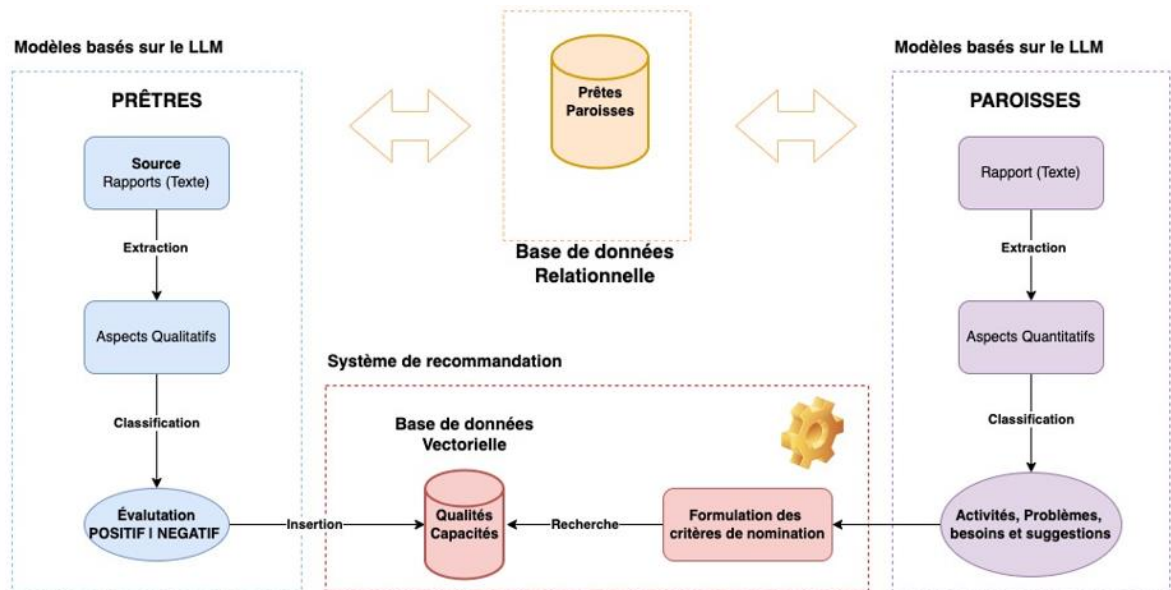 Modèles basés sur le LLM
PRÊTRES
Source
Rapports (Texte)
Extraction
Aspects Qualitatifs
Classification
Évalutation
POSITIF | NEGATIF
Insertion
Prêtes
Paroisses
Base de données
Relationnelle
Système de recommandation
Base de données
Vectorielle
Qualités
Capacités
Recherche
Formulation des
critères de nomination
Modèles basés sur le LLM
PAROISSES
Rapport (Texte)
Extraction
Aspects Quantitatifs
Classification
Activités, Problèmes,
besoins et suggestions